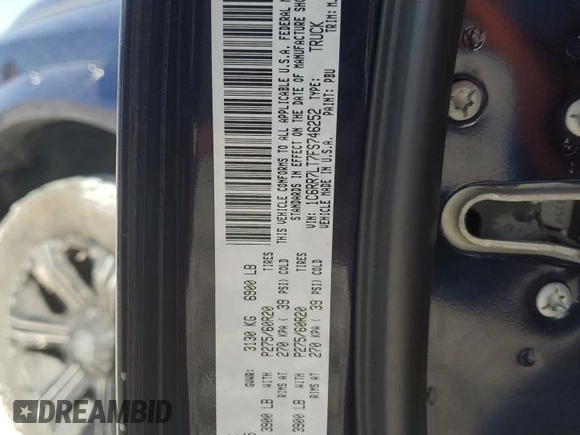 GVWR: 3130 KG 6900 LB
3900 LB WITH P275/60R20 TIRES
RIMS AT 270 KPA ( 39 PSI) COLD
3900 LB WITH P275/60R20 TIRES
RIMS AT 270 KPA ( 39 PSI) COLD
THIS VEHICLE CONFORMS TO ALL APPLICABLE U.S.A. FEDERAL
STANDARDS IN EFFECT ON THE DATE OF MANUFACTURE
VIN: 1C6RR7LT7FS746252 TYPE: TRUCK
VEHICLE MADE IN U.S.A. PAINT: PBU TRIM:
DREAMBID